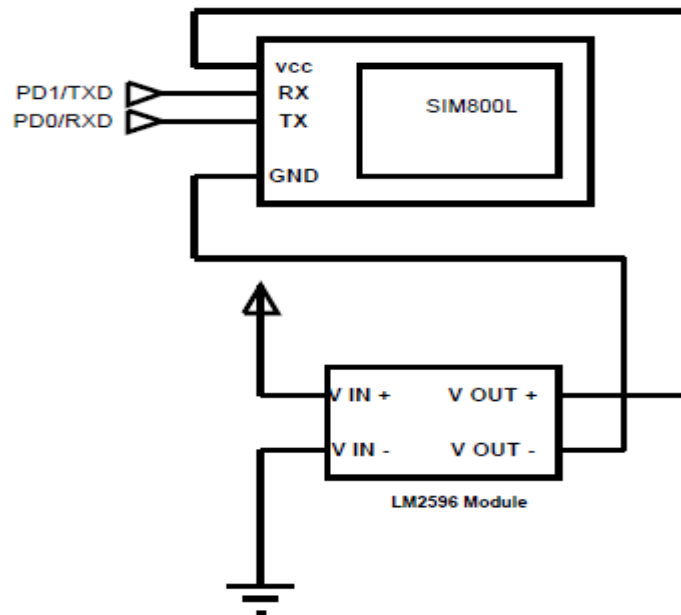 vcc
PD1/TXD
RX
SIM800L
PD0/RXD
TX
GND
V IN +
V OUT +
V IN -
V OUT -
LM2596 Module